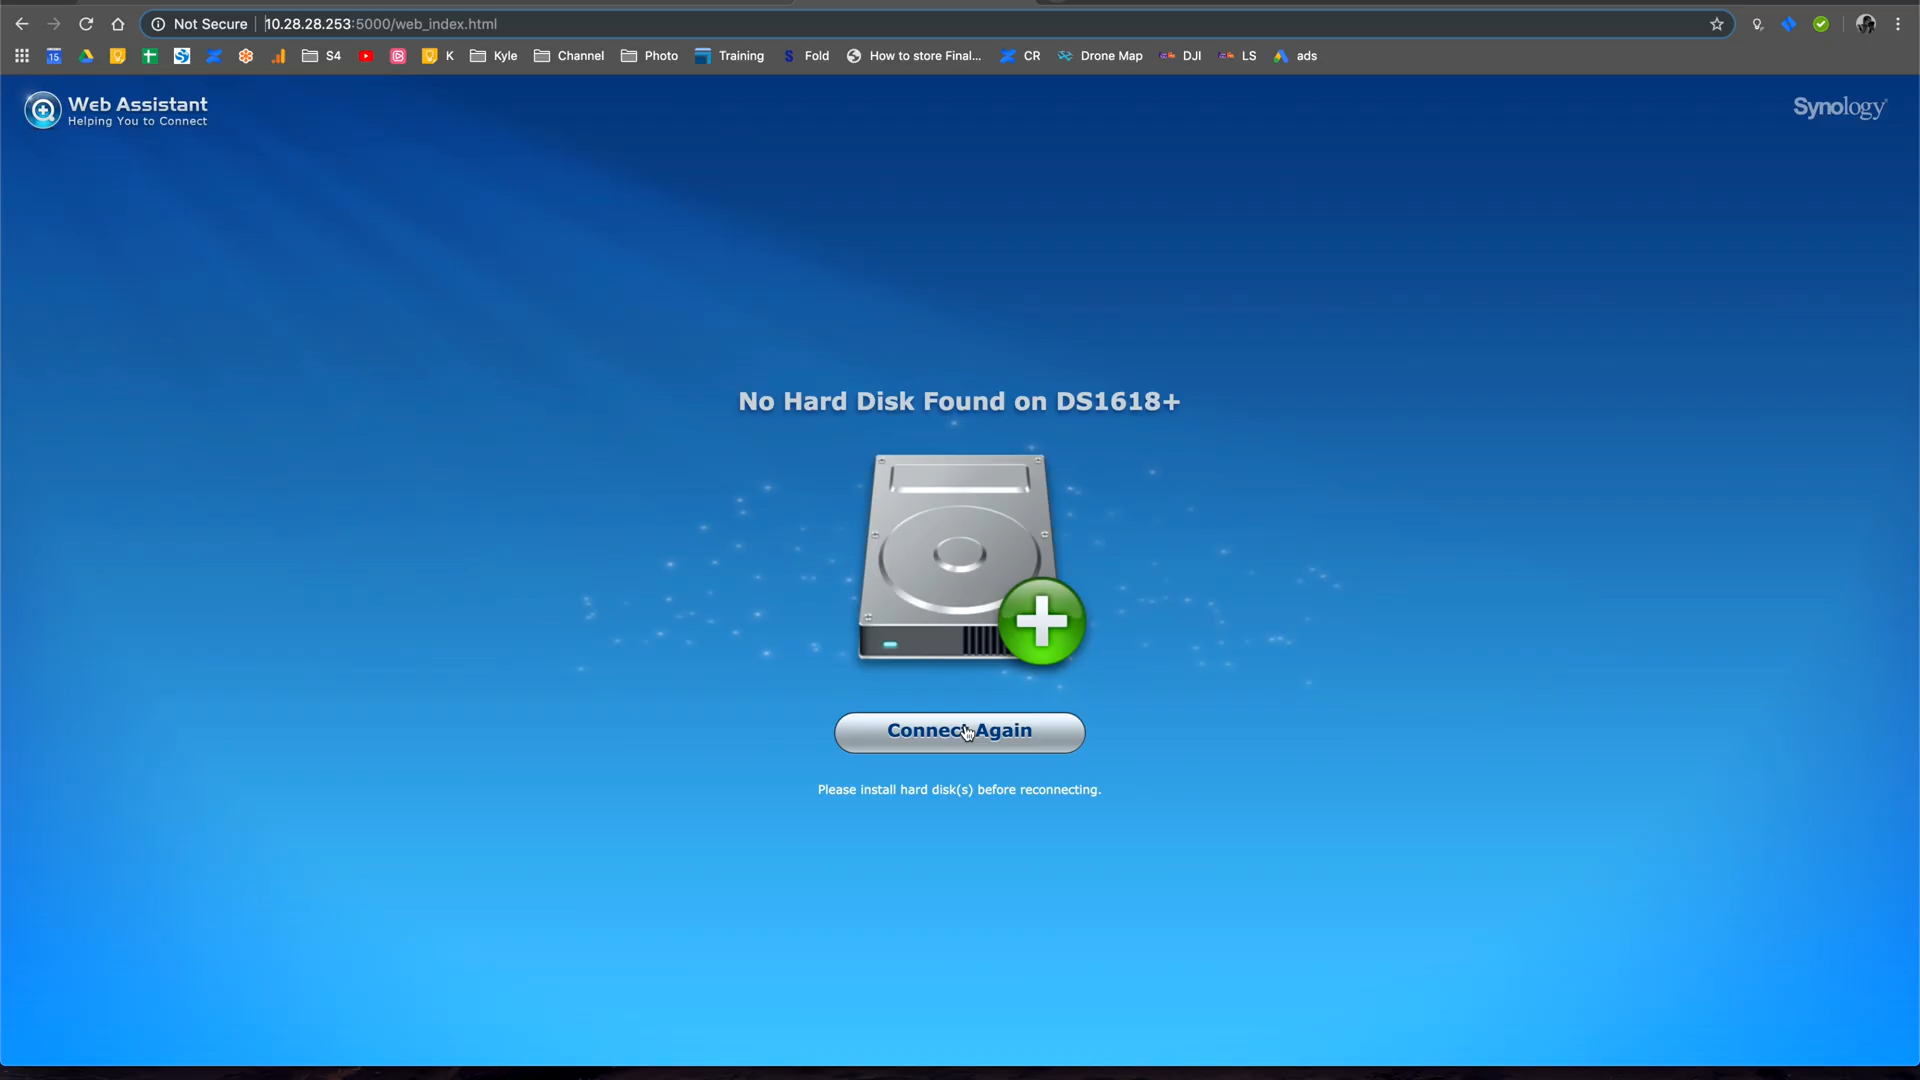 Not Secure | 10.28.28.253:5000/web_index.html
15 S4 K Kyle Channel Photo Training S Fold How to store Final... CR Drone Map DJI LS ads
Web Assistant
Helping You to Connect
Synology
No Hard Disk Found on DS1618+
Connect Again
Please install hard disk(s) before reconnecting.